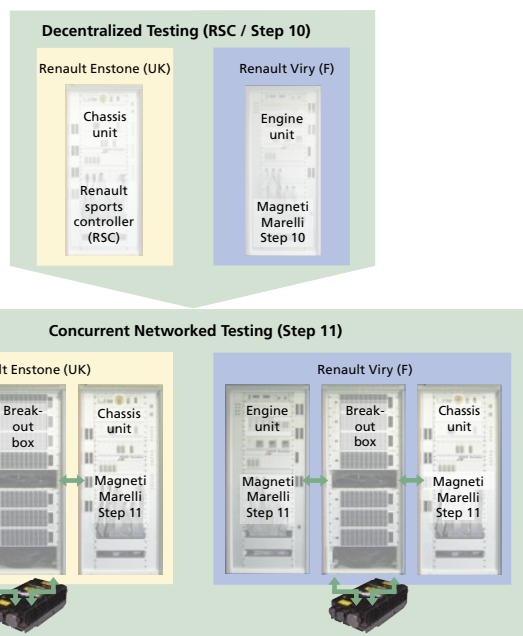 Decentralized Testing (RSC / Step 10)
Renault Enstone (UK)
Renault Viry (F)
Chassis
unit
Renault
sports
controller
(RSC)
Engine
unit
Magneti
Marelli
Step 10
Concurrent Networked Testing (Step 11)
lt Enstone (UK)
Break-
out
box
Chassis
unit
Magneti
Marelli
Step 11
Renault Viry (F)
Engine
unit
Magneti
Marelli
Step 11
Break-
out
box
Chassis
unit
Magneti
Marelli
Step 11